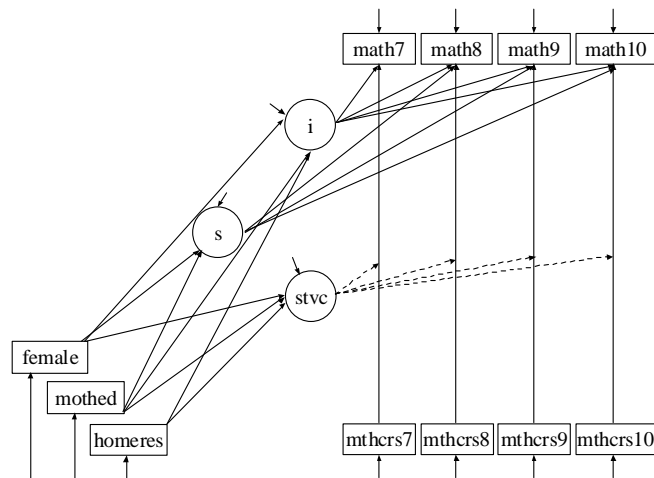 math7 math8 math9 math10
i
s
stvc
female
mothed
homeres
mthcrs7 mthcrs8 mthcrs9 mthcrs10